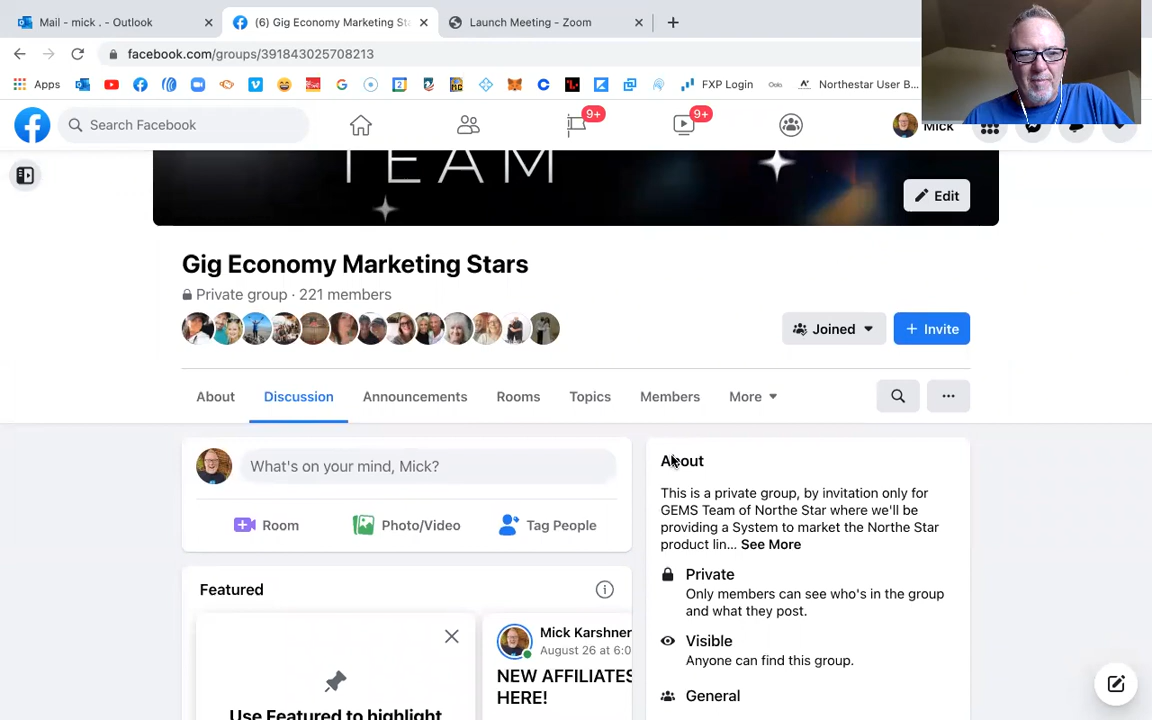 Mail - mick . - Outlook
(6) Gig Economy Marketing Sta
Launch Meeting - Zoom
facebook.com/groups/391843025708213
Apps
FXP Login
Northestar User B...
Search Facebook
9+
9+
Mick
TEAM
Edit
Gig Economy Marketing Stars
Private group · 221 members
Joined
+ Invite
About
Discussion
Announcements
Rooms
Topics
Members
More
What's on your mind, Mick?
Room
Photo/Video
Tag People
Featured
Use Featured to highlight
Mick Karshner
August 26 at 6:0
NEW AFFILIATES
HERE!
About
This is a private group, by invitation only for
GEMS Team of Northe Star where we'll be
providing a System to market the Northe Star
product lin... See More
Private
Only members can see who's in the group
and what they post.
Visible
Anyone can find this group.
General